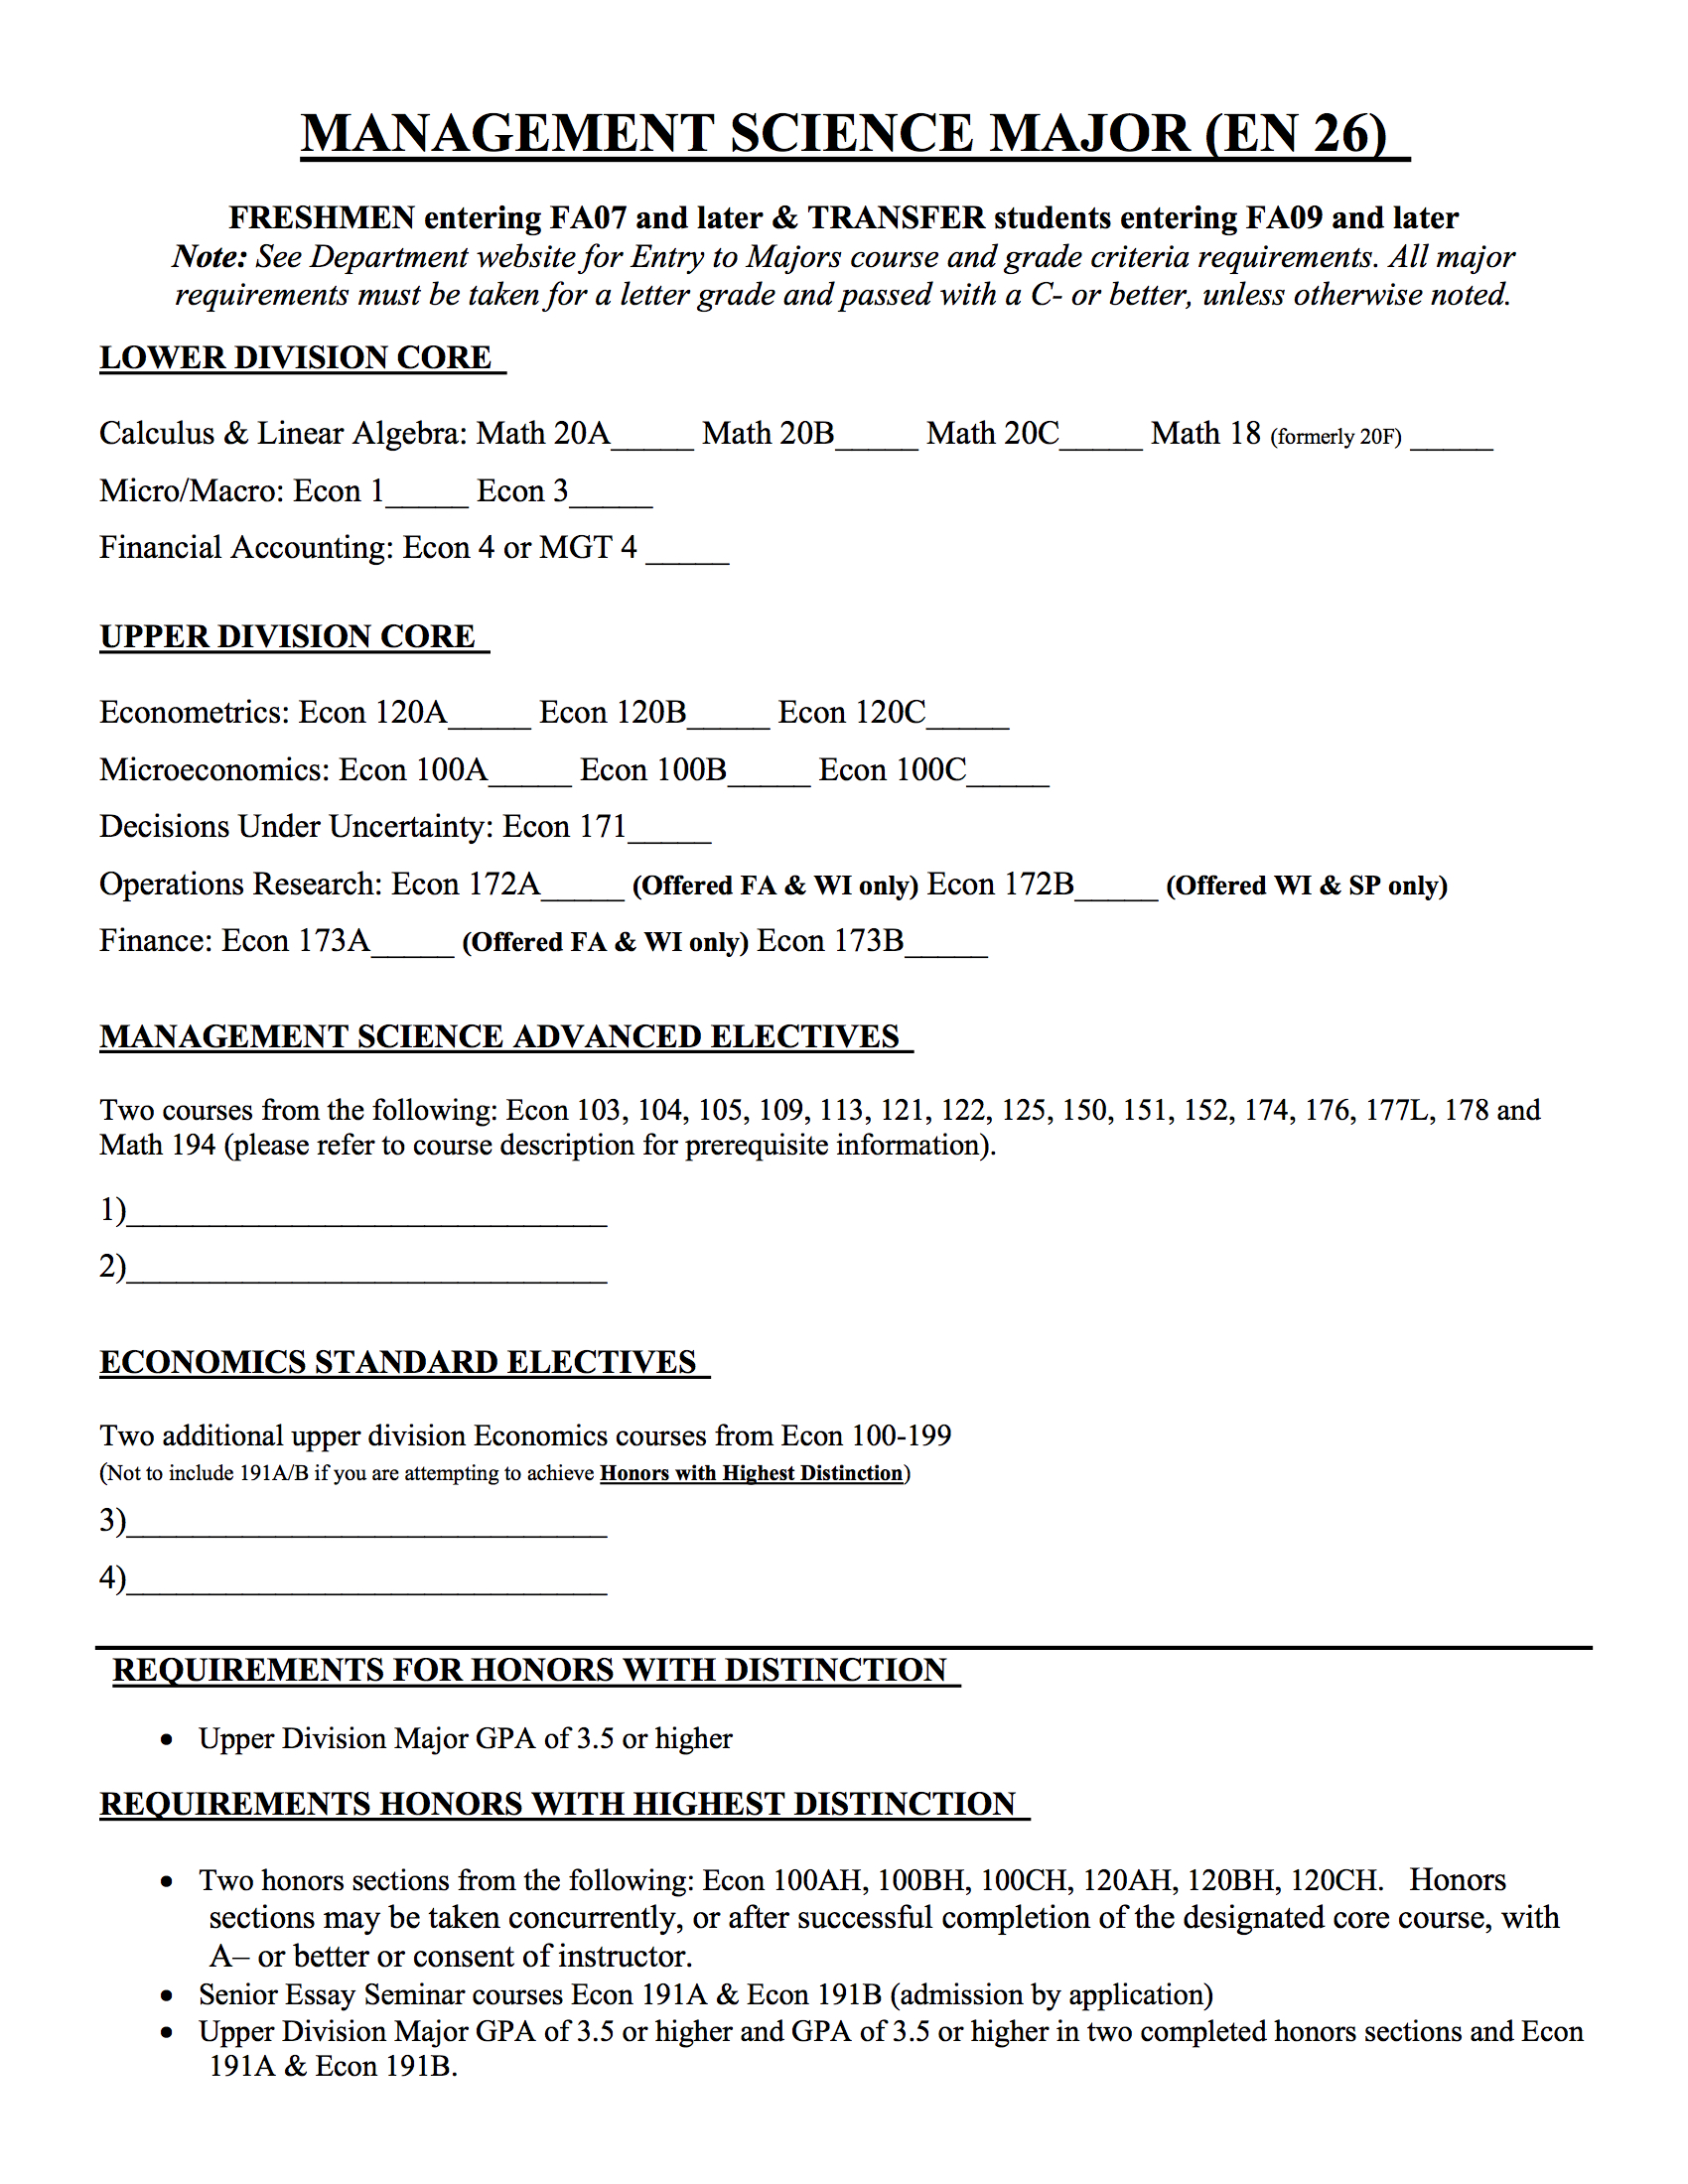 MANAGEMENT SCIENCE MAJOR (EN 26)
FRESHMEN entering FA07 and later & TRANSFER students entering FA09 and later
Note: See Department website for Entry to Majors course and grade criteria requirements. All major
requirements must be taken for a letter grade and passed with a C- or better, unless otherwise noted.
LOWER DIVISION CORE
Calculus & Linear Algebra: Math 20A_____ Math 20B_____ Math 20C_____ Math 18 (formerly 20F) _____
Micro/Macro: Econ 1_____ Econ 3_____
Financial Accounting: Econ 4 or MGT 4 _____
UPPER DIVISION CORE
Econometrics: Econ 120A_____ Econ 120B_____ Econ 120C_____
Microeconomics: Econ 100A_____ Econ 100B_____ Econ 100C_____
Decisions Under Uncertainty: Econ 171_____
Operations Research: Econ 172A_____ (Offered FA & WI only) Econ 172B_____ (Offered WI & SP only)
Finance: Econ 173A_____ (Offered FA & WI only) Econ 173B_____
MANAGEMENT SCIENCE ADVANCED ELECTIVES
Two courses from the following: Econ 103, 104, 105, 109, 113, 121, 122, 125, 150, 151, 152, 174, 176, 177L, 178 and
Math 194 (please refer to course description for prerequisite information).
1)_____________________________
2)_____________________________
ECONOMICS STANDARD ELECTIVES
Two additional upper division Economics courses from Econ 100-199
(Not to include 191A/B if you are attempting to achieve Honors with Highest Distinction)
3)_____________________________
4)_____________________________
REQUIREMENTS FOR HONORS WITH DISTINCTION
• Upper Division Major GPA of 3.5 or higher
REQUIREMENTS HONORS WITH HIGHEST DISTINCTION
• Two honors sections from the following: Econ 100AH, 100BH, 100CH, 120AH, 120BH, 120CH. Honors
sections may be taken concurrently, or after successful completion of the designated core course, with
A– or better or consent of instructor.
• Senior Essay Seminar courses Econ 191A & Econ 191B (admission by application)
• Upper Division Major GPA of 3.5 or higher and GPA of 3.5 or higher in two completed honors sections and Econ
191A & Econ 191B.